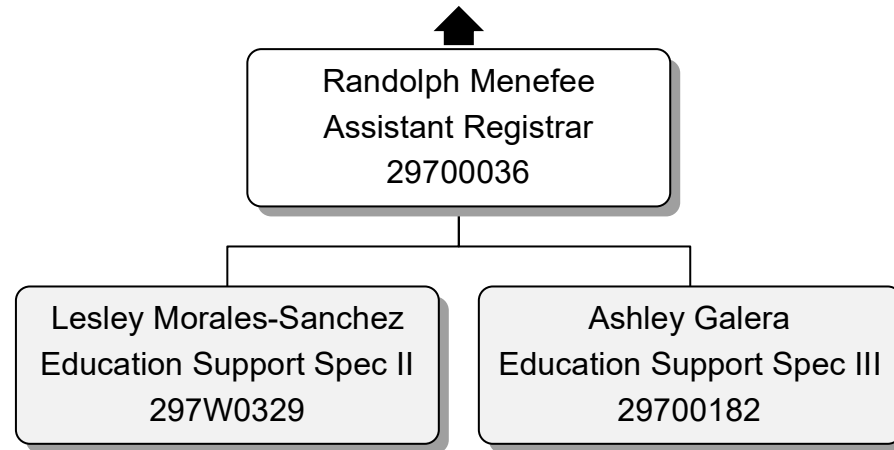 Randolph Menefee
Assistant Registrar
29700036
Lesley Morales-Sanchez
Education Support Spec II
297W0329
Ashley Galera
Education Support Spec III
29700182